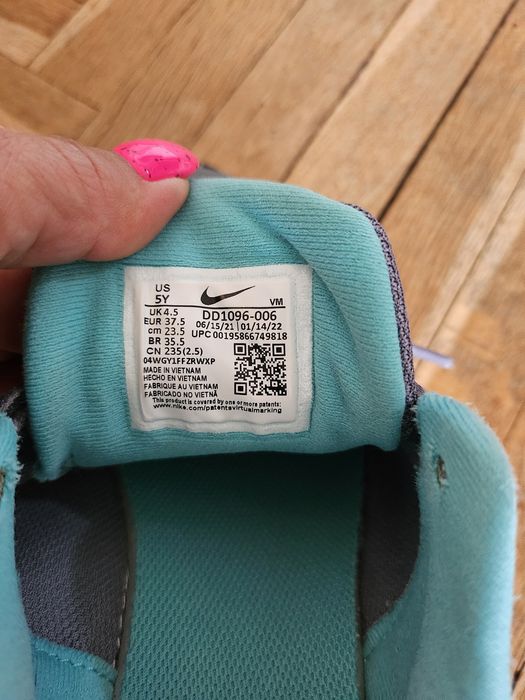 US
5Y
VM
UK 4.5
DD1096-006
EUR 37.5
06/15/21 | 01/14/22
cm 23.5
UPC 00195866749818
BR 35.5
CN 235(2.5)
04WGY1FFZRWXP
MADE IN VIETNAM
HECHO EN VIETNAM
FABRIQUE AU VIETNAM
FABRICADO NO VIETNÃ
This product is covered by one or more patents:
www.nike.com/patentsvirtualmarking